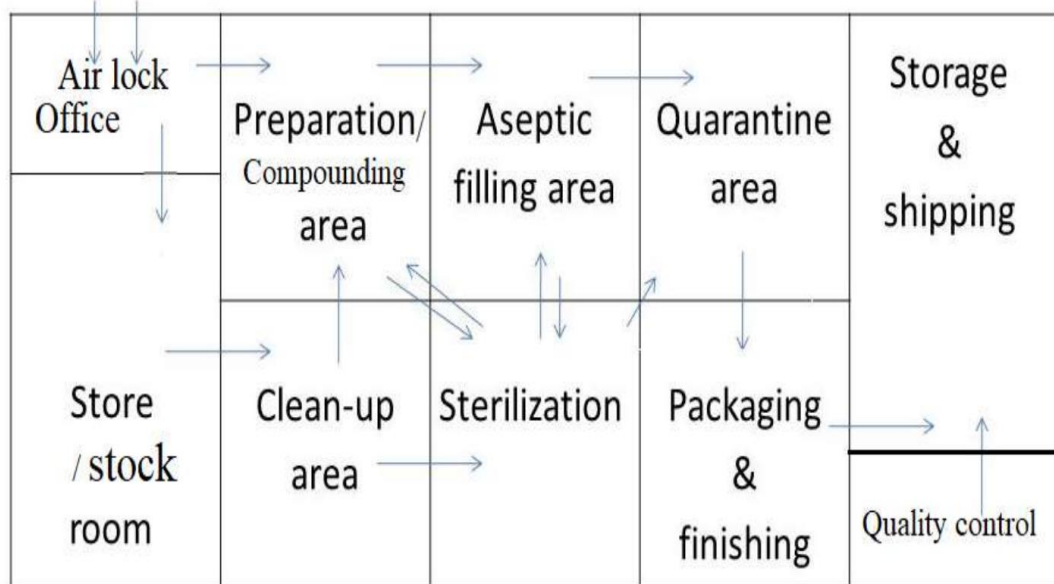 Air lock
Office
Preparation/
Compounding
area
Aseptic
filling area
Quarantine
area
Storage
&
shipping
Store
/ stock
room
Clean-up
area
Sterilization
Packaging
&
finishing
Quality control